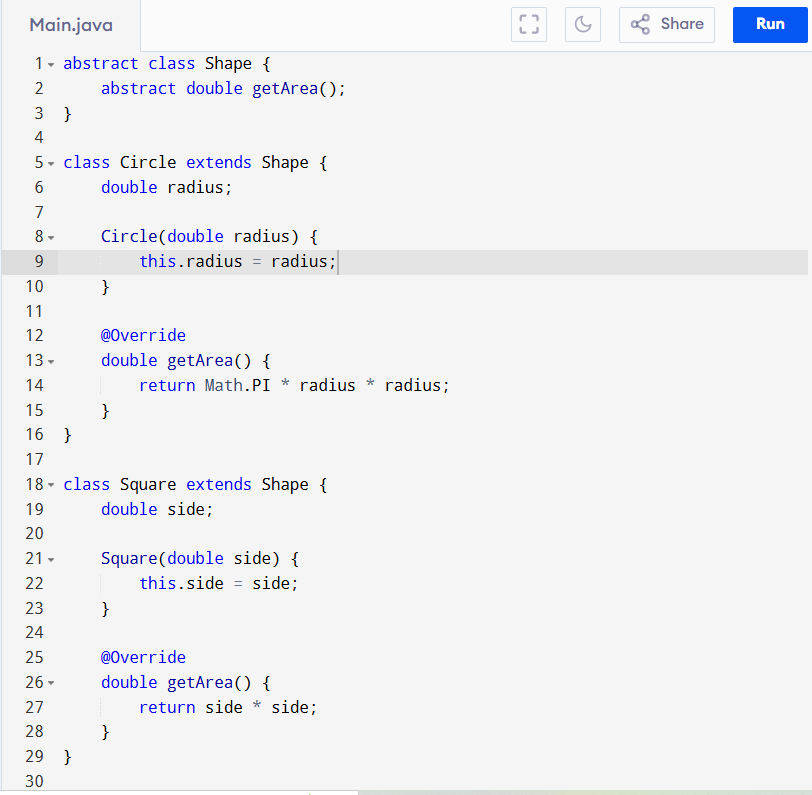 Main.java
Share
Run
1 abstract class Shape {
2     abstract double getArea();
3 }
4
5 class Circle extends Shape {
6     double radius;
7
8     Circle(double radius) {
9         this.radius = radius;
10     }
11
12     @Override
13     double getArea() {
14         return Math.PI * radius * radius;
15     }
16 }
17
18 class Square extends Shape {
19     double side;
20
21     Square(double side) {
22         this.side = side;
23     }
24
25     @Override
26     double getArea() {
27         return side * side;
28     }
29 }
30